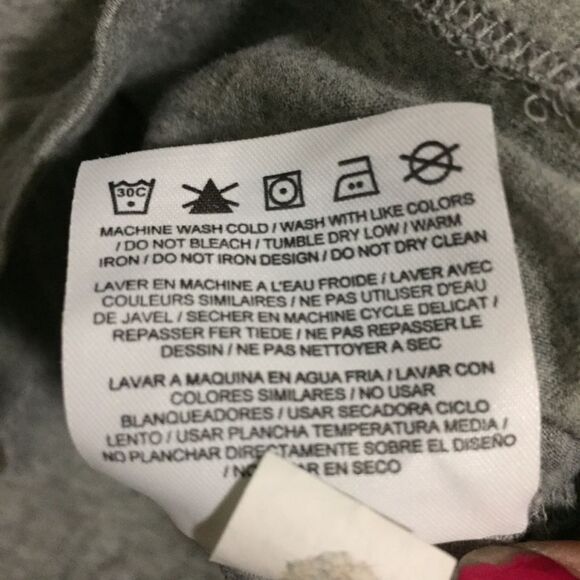 30C
MACHINE WASH COLD / WASH WITH LIKE COLORS
/ DO NOT BLEACH / TUMBLE DRY LOW / WARM
IRON / DO NOT IRON DESIGN / DO NOT DRY CLEAN
LAVER EN MACHINE A L'EAU FROIDE / LAVER AVEC
COULEURS SIMILAIRES / NE PAS UTILISER D'EAU
DE JAVEL / SECHER EN MACHINE CYCLE DELICAT /
REPASSER FER TIEDE / NE PAS REPASSER LE
DESSIN / NE PAS NETTOYER A SEC
LAVAR A MAQUINA EN AGUA FRIA / LAVAR CON
COLORES SIMILARES / NO USAR
BLANQUEADORES / USAR SECADORA CICLO
LENTO / USAR PLANCHA TEMPERATURA MEDIA /
NO PLANCHAR DIRECTAMENTE SOBRE EL DISEÑO
/ EN SECO